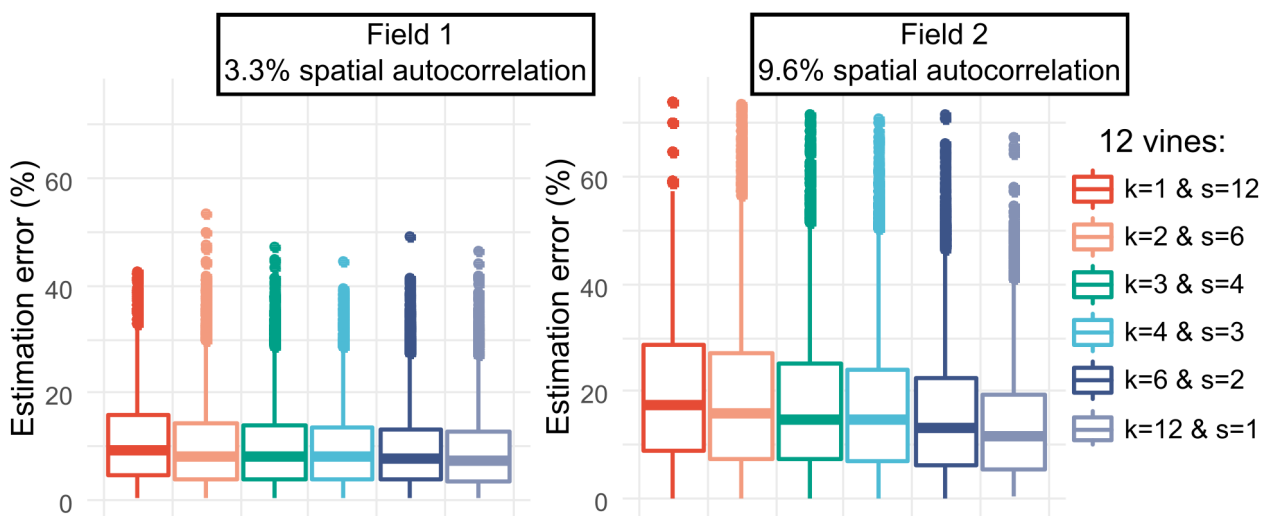 Field 1
3.3% spatial autocorrelation
Estimation error (%)
60
40
20
0
Field 2
9.6% spatial autocorrelation
Estimation error (%)
60
40
20
0
12 vines:
k=1 & s=12
k=2 & s=6
k=3 & s=4
k=4 & s=3
k=6 & s=2
k=12 & s=1